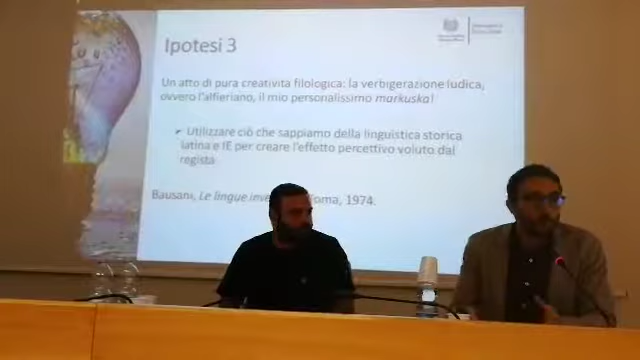 Ipotesi 3
Un atto di pura creatività filologica: la verbigerazione ludica,
ovvero l'alfieriano, il mio personalissimo markuska!
➤ Utilizzare ciò che sappiamo della linguistica storica
latina e IE per creare l'effetto percettivo voluto dal
regista
Bausani, Le lingue inve oma, 1974.